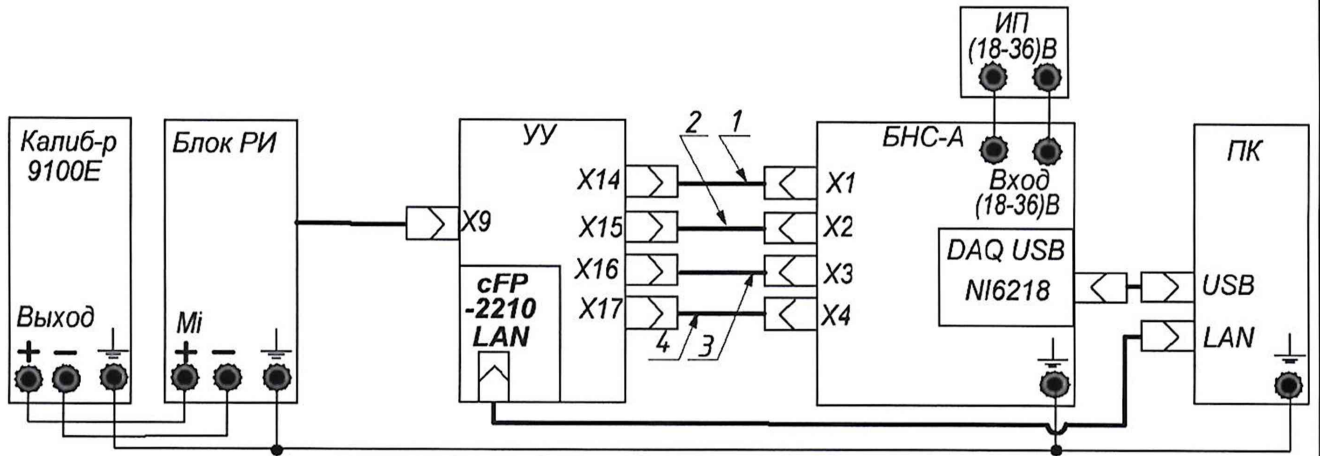 ИП
(18-36)В
Калиб-р
9100Е
Выход
+ −
Блок РИ
Mi
+ −
УУ
X9
X14
X15
X16
X17
cFP
-2210
LAN
2 1
4 3
БНС-А
X1
X2
X3
X4
Вход
(18-36)В
DAQ USB
NI6218
ПК
USB
LAN